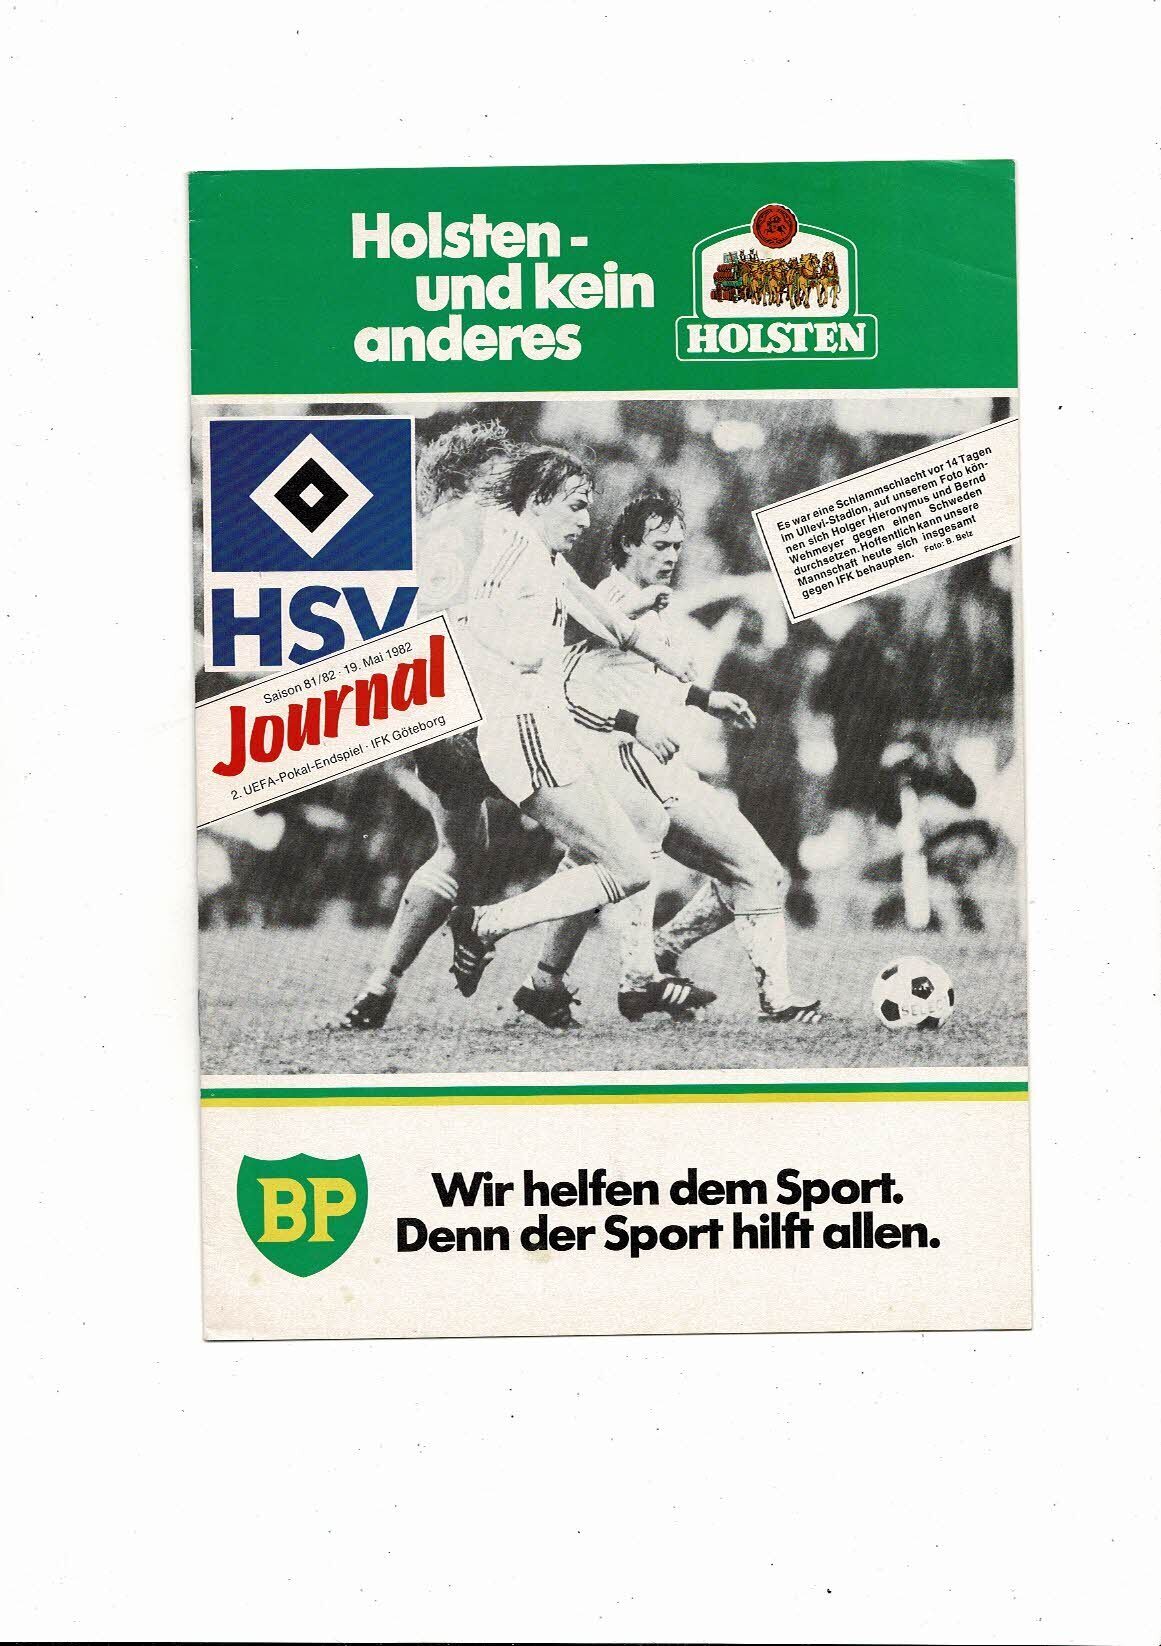 Holsten -
und kein
anderes
HOLSTEN
HSV
Saison 81/82 · 19. Mai 1982
Journal
2. UEFA-Pokal-Endspiel · IFK Göteborg
Es war eine Schlammschlacht vor 14 Tagen
im Ullevi-Stadion, auf unserem Foto kön-
nen sich Holger Hieronymus und Bernd
Wehmeyer gegen einen Schweden
durchsetzen. Hoffentlich kann unsere
Mannschaft heute sich insgesamt
gegen IFK behaupten. Foto: B. Belz
SELECT
BP
Wir helfen dem Sport.
Denn der Sport hilft allen.